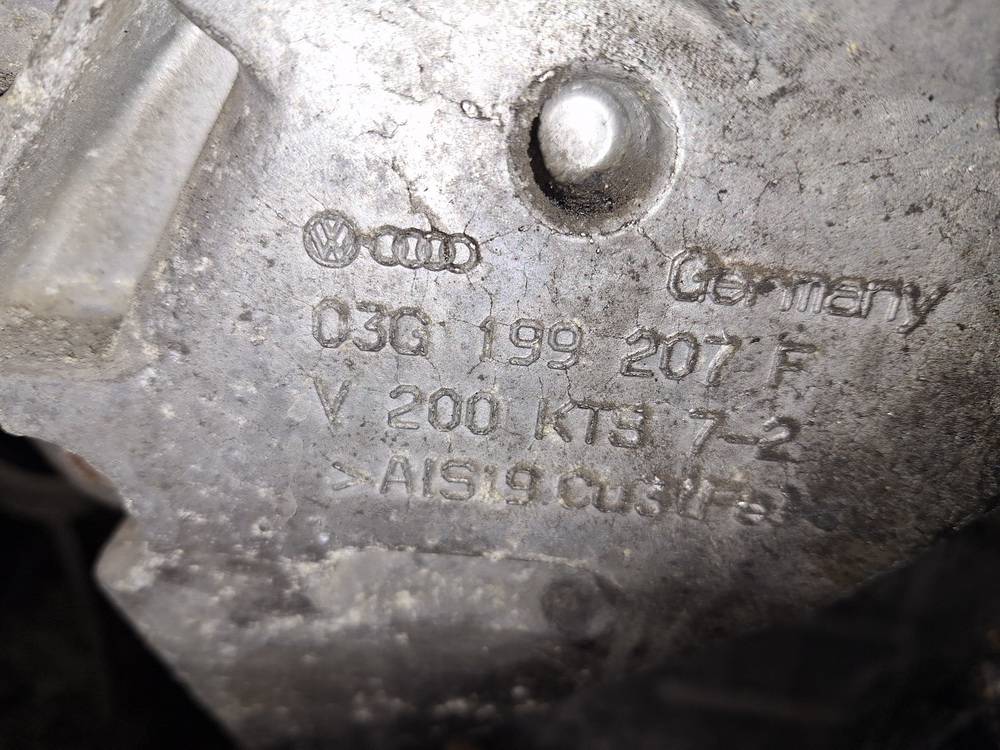 Germany
03G 199 207 F
V 200 KTS 7-2
>AlSi9Cu3(Fe)